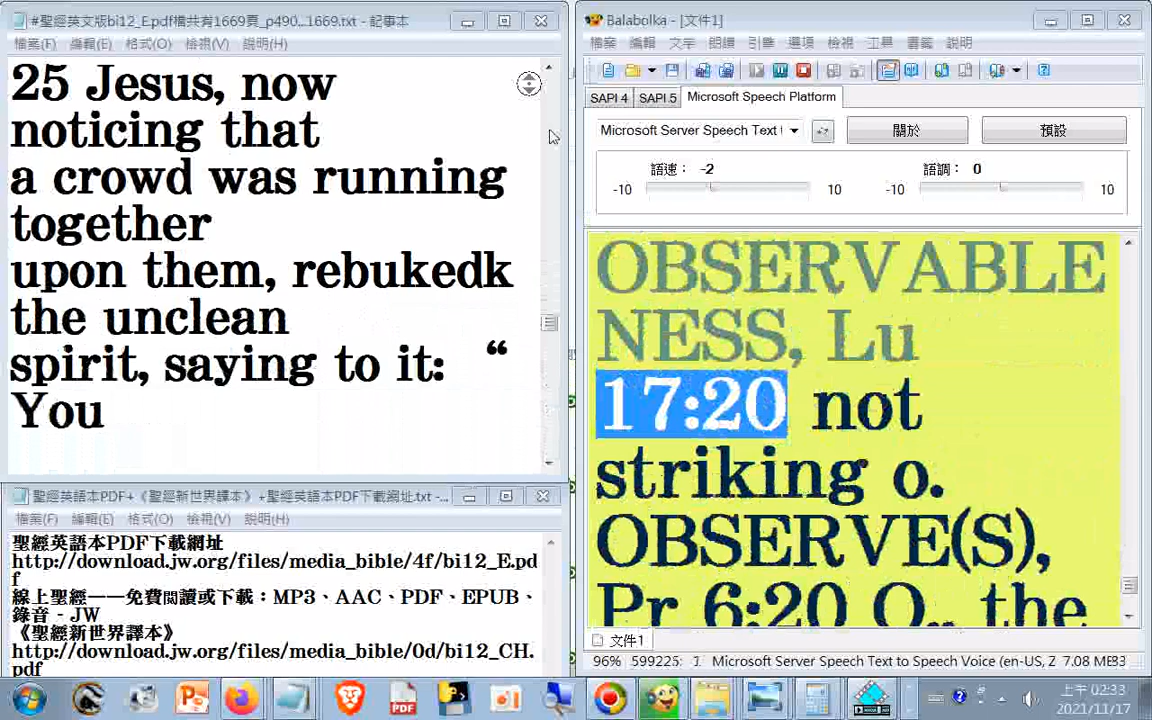 #聖經英文版bi12_E.pdf構共有1669頁_p490...1669.txt - 記事本
檔案(F) 編輯(E) 格式(O) 檢視(V) 說明(H)
25 Jesus, now
noticing that
a crowd was running
together
upon them, rebukedk
the unclean
spirit, saying to it: “
You
聖經英語本PDF+《聖經新世界譯本》+聖經英語本PDF下載網址.txt - ...
檔案(F) 編輯(E) 格式(O) 檢視(V) 說明(H)
聖經英語本PDF下載網址
http://download.jw.org/files/media_bible/4f/bi12_E.pd
f
線上聖經——免費閱讀或下載：MP3、AAC、PDF、EPUB、
錄音 - JW
《聖經新世界譯本》
http://download.jw.org/files/media_bible/0d/bi12_CH.
pdf
Balabolka - [文件1]
檔案 編輯 文字 朗讀 引擎 選項 檢視 工具 書籤 說明
SAPI 4 SAPI 5 Microsoft Speech Platform
Microsoft Server Speech Text 關於 預設
語速： -2 語調： 0
-10 10 -10 10
OBSERVABLE
NESS, Lu
17:20 not
striking o.
OBSERVE(S),
Pr 6:20 O., the
文件1
96% 599225: 1 Microsoft Server Speech Text to Speech Voice (en-US, Z 7.08 MB
上午 02:33
2021/11/17